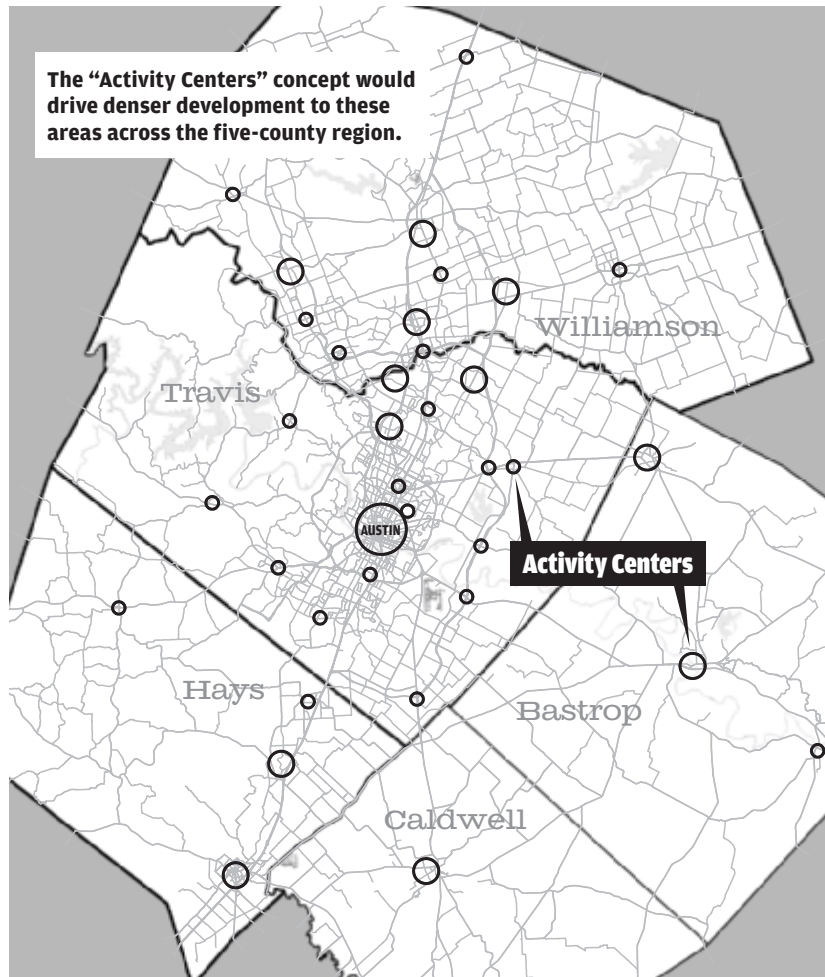 The “Activity Centers” concept would
drive denser development to these
areas across the five-county region.
Williamson
Travis
AUSTIN
Activity Centers
Hays
Bastrop
Caldwell